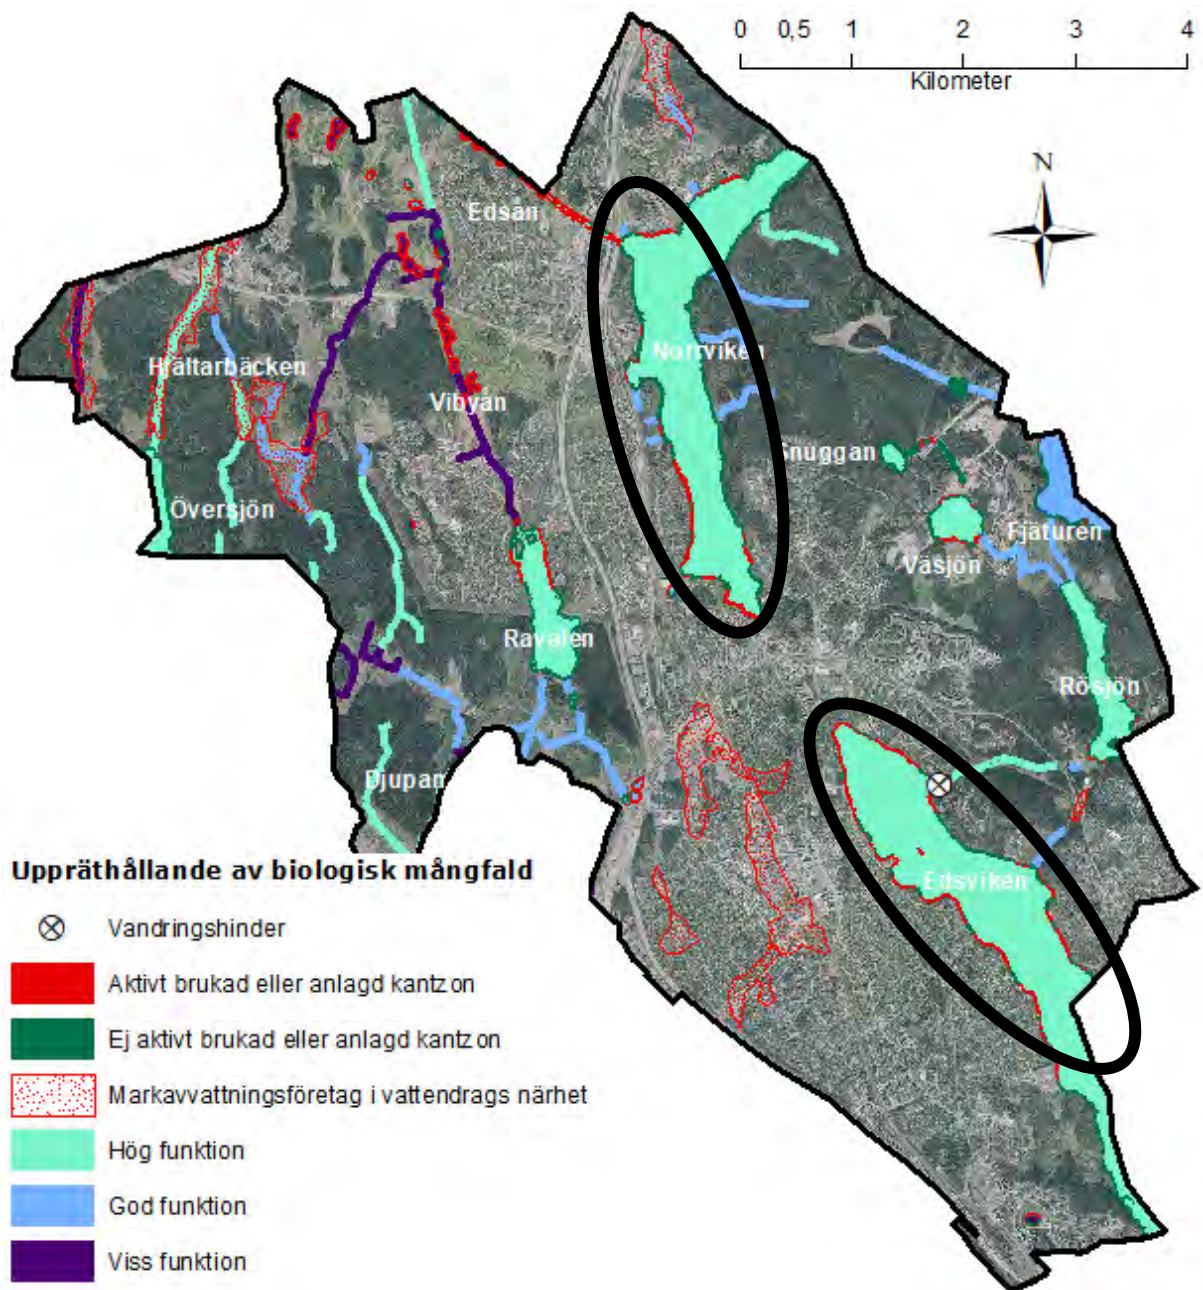 0 0,5 1 2 3 4
Kilometer
N
Edsån
Norrviken
Hjältarbäcken
Vibyån
Snuggan
Översjön
Fjäturen
Väsjön
Ravalen
Rösjön
Djupan
Edsviken
Uppräthållande av biologisk mångfald
Vandringshinder
Aktivt brukad eller anlagd kantzon
Ej aktivt brukad eller anlagd kantzon
Markavvattningsföretag i vattendrags närhet
Hög funktion
God funktion
Viss funktion